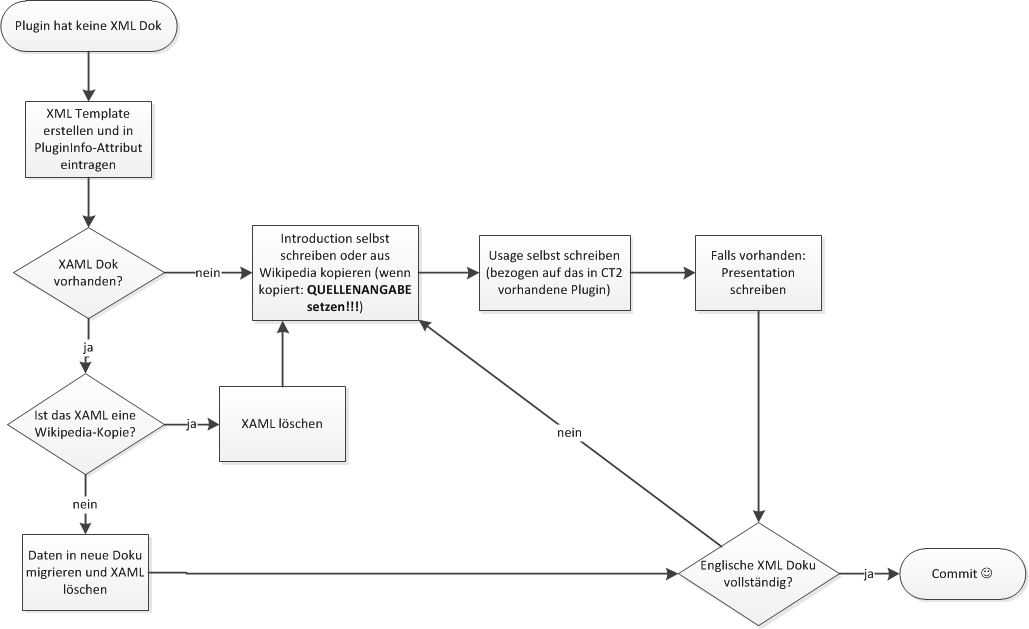 Plugin hat keine XML Dok
XML Template
erstellen und in
PluginInfo-Attribut
eintragen
XAML Dok
vorhanden?
nein
Introduction selbst
schreiben oder aus
Wikipedia kopieren (wenn
kopiert: QUELLENANGABE
setzen!!!)
Usage selbst schreiben
(bezogen auf das in CT2
vorhandene Plugin)
Falls vorhanden:
Presentation
schreiben
ja
Ist das XAML eine
Wikipedia-Kopie?
ja
XAML löschen
nein
nein
Daten in neue Doku
migrieren und XAML
löschen
Englische XML Doku
vollständig?
ja
Commit ☺